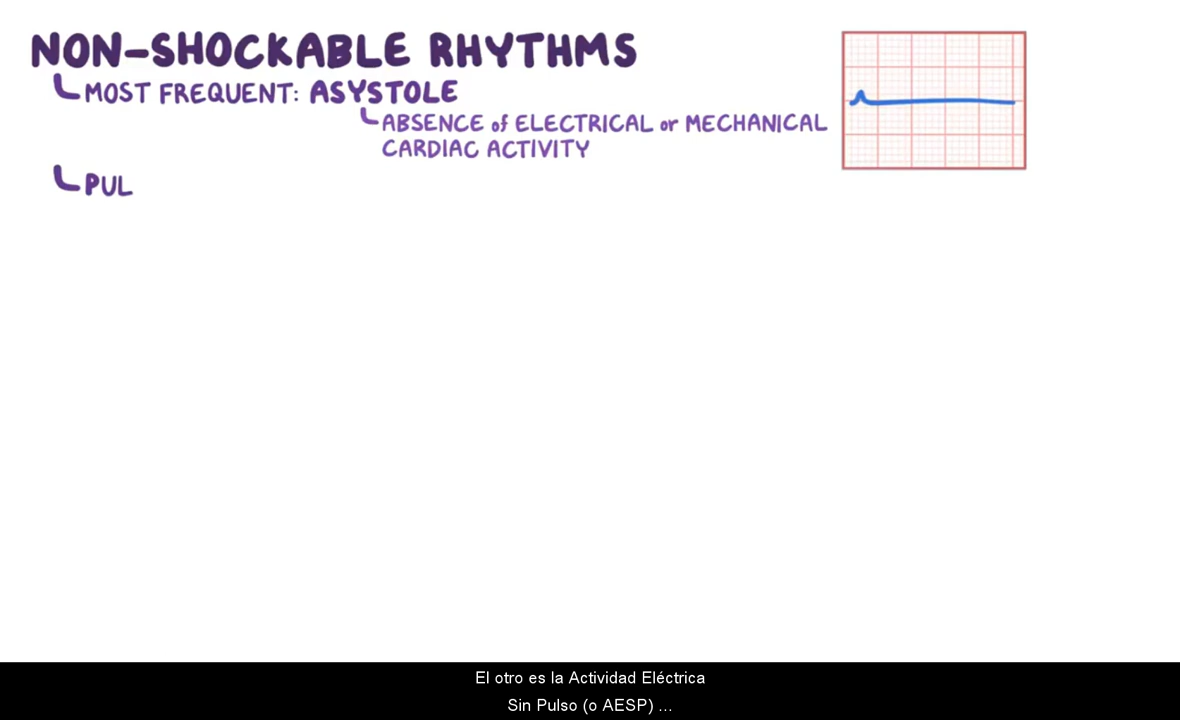 NON-SHOCKABLE RHYTHMS
MOST FREQUENT: ASYSTOLE
ABSENCE of ELECTRICAL or MECHANICAL
CARDIAC ACTIVITY
PUL
El otro es la Actividad Eléctrica
Sin Pulso (o AESP) ...